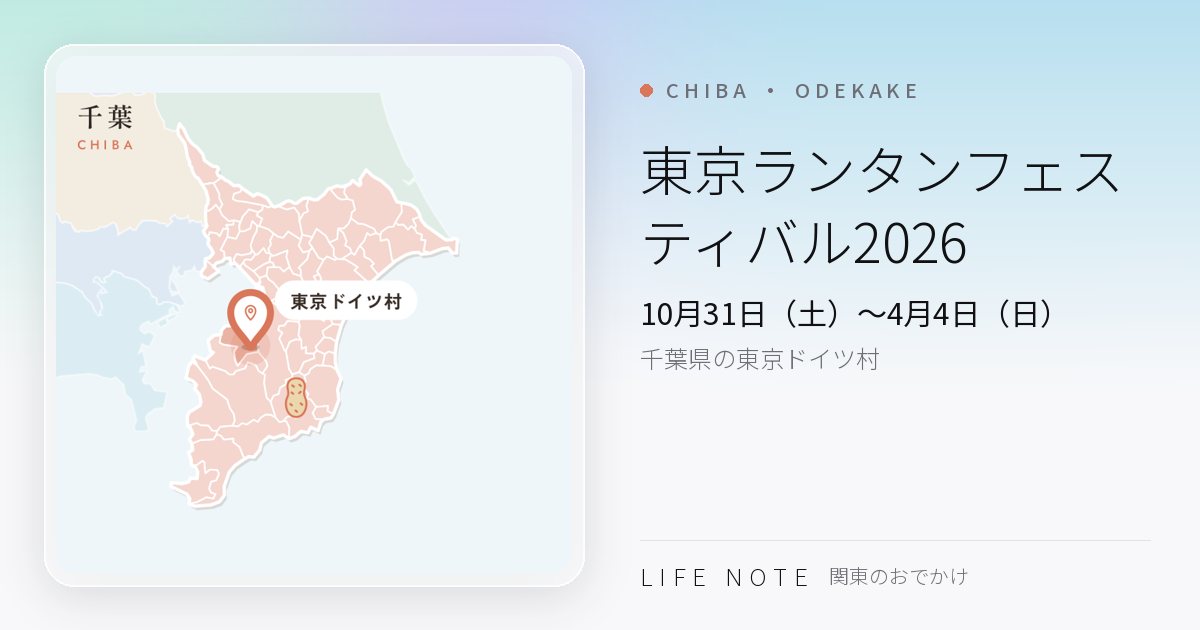 千葉
CHIBA
東京ドイツ村
CHIBA • ODEKAKE
東京ランタンフェス
ティバル2026
10月31日（土）〜4月4日（日）
千葉県の東京ドイツ村
LIFE NOTE 関東のおでかけ